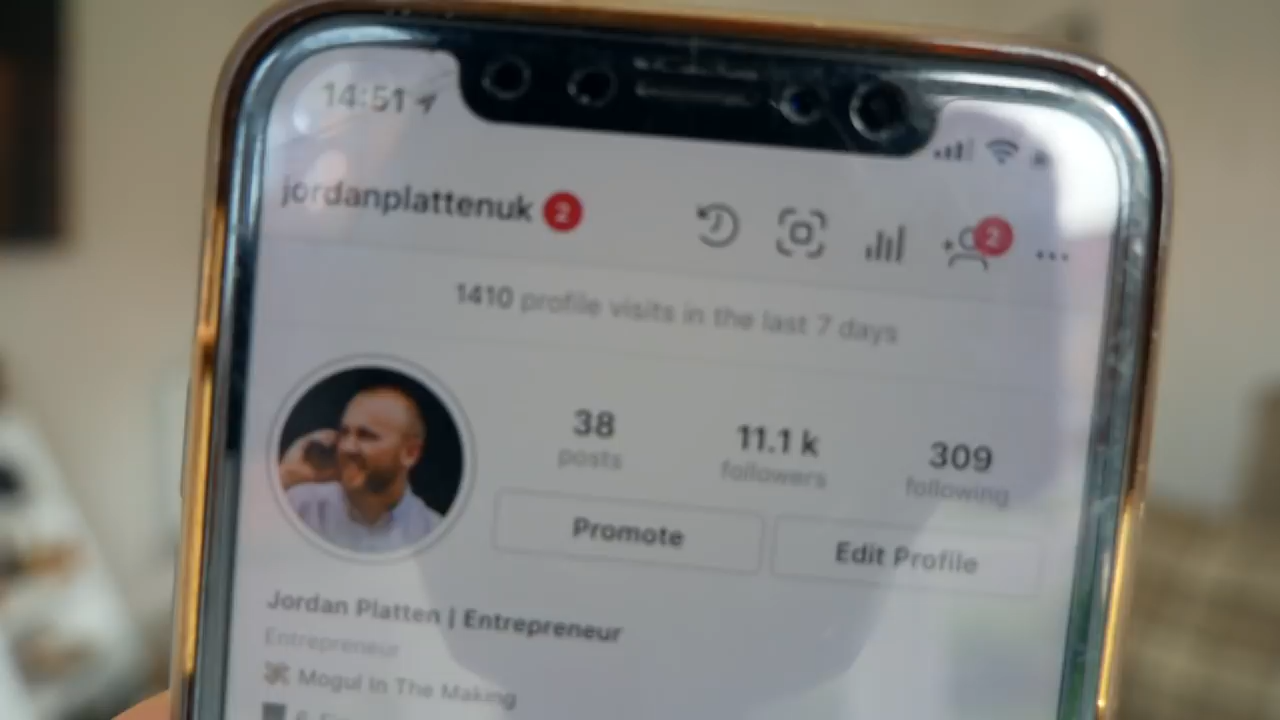 14:51
jordanplattenuk 2
2
1410 profile visits in the last 7 days
38 11.1k 309
posts followers following
Promote Edit Profile
Jordan Platten | Entrepreneur
Entrepreneur
Mogul In The Making